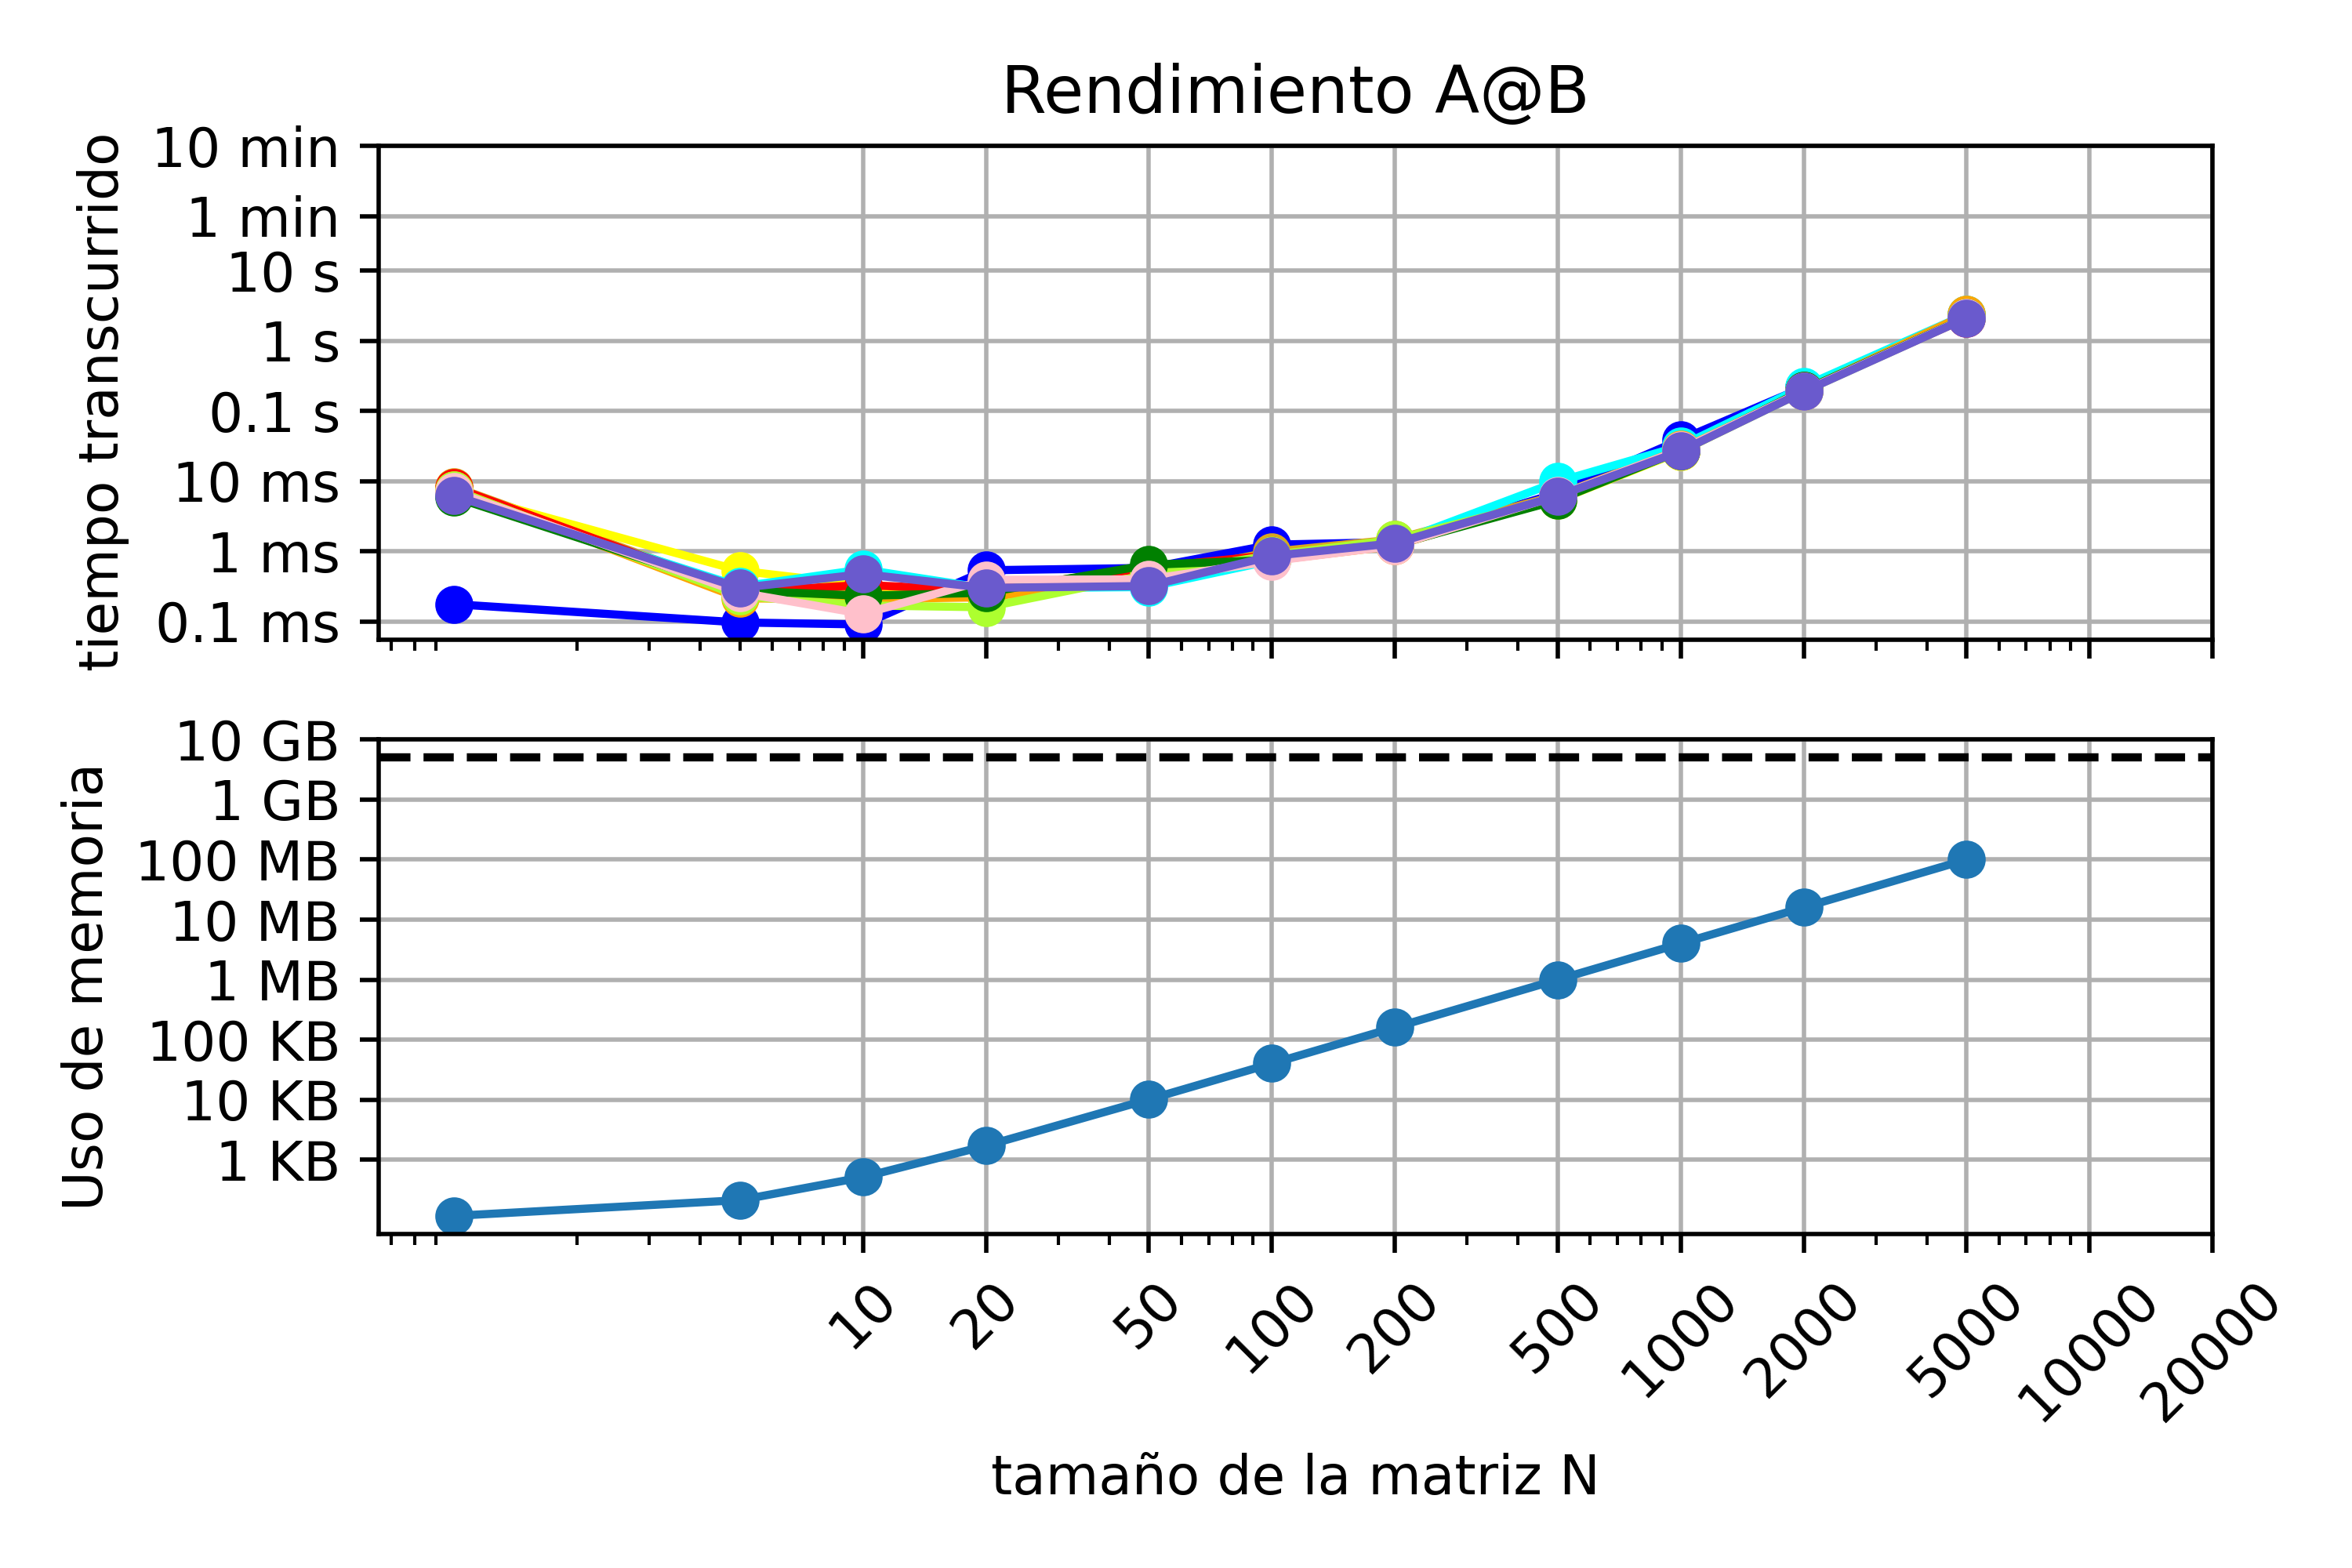 Rendimiento A@B
tiempo transcurrido
10 min
1 min
10 s
1 s
0.1 s
10 ms
1 ms
0.1 ms
Uso de memoria
10 GB
1 GB
100 MB
10 MB
1 MB
100 KB
10 KB
1 KB
10
20
50
100
200
500
1000
2000
5000
10000
20000
tamaño de la matriz N